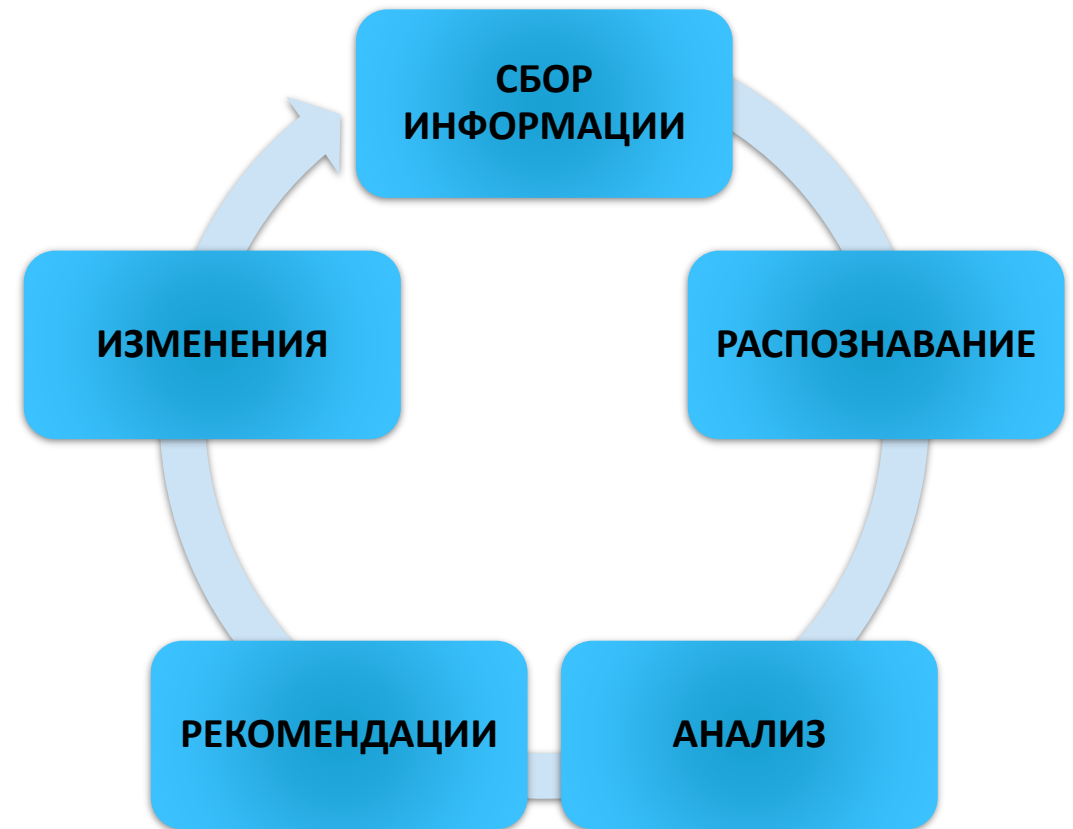 СБОР
ИНФОРМАЦИИ
РАСПОЗНАВАНИЕ
АНАЛИЗ
РЕКОМЕНДАЦИИ
ИЗМЕНЕНИЯ